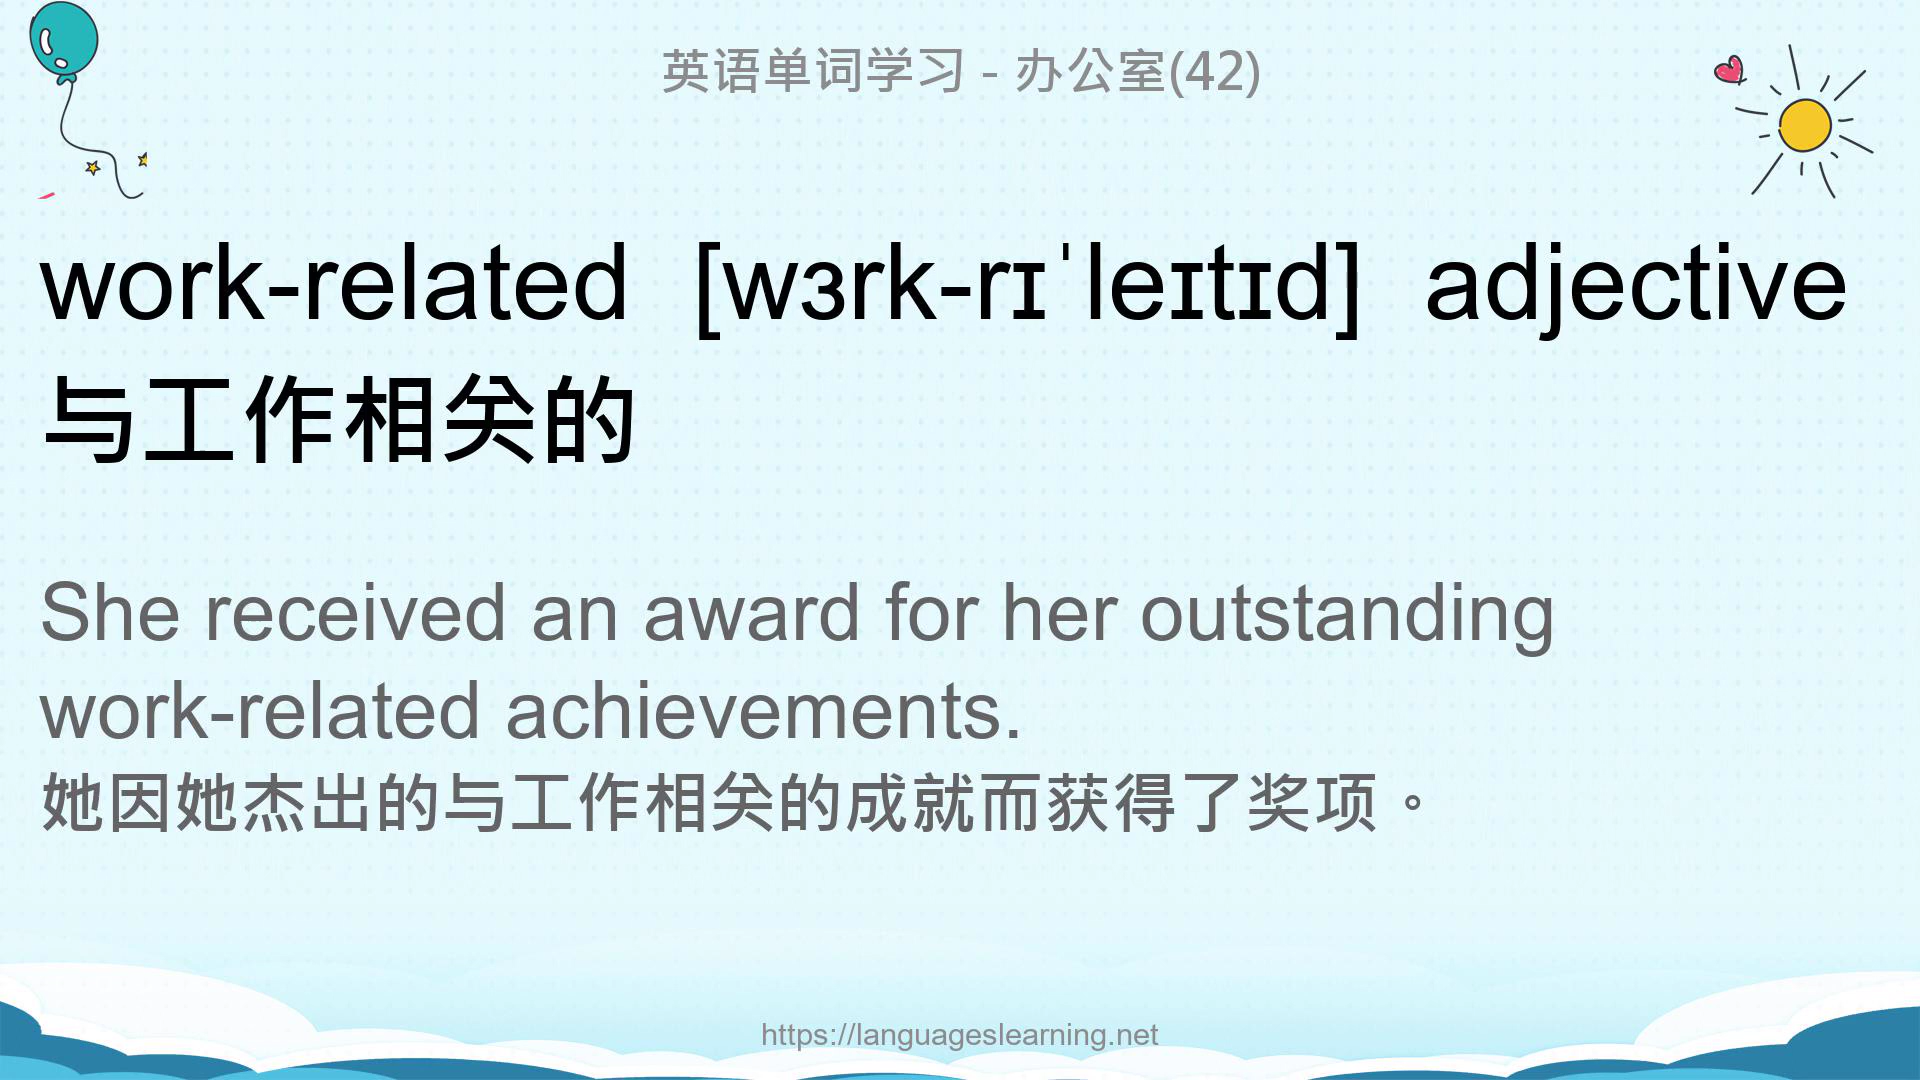 英语单词学习 - 办公室(42)
work-related [wɜrk-rɪˈleɪtɪd] adjective
与工作相关的
She received an award for her outstanding
work-related achievements.
她因她杰出的与工作相关的成就而获得了奖项。
https://languageslearning.net